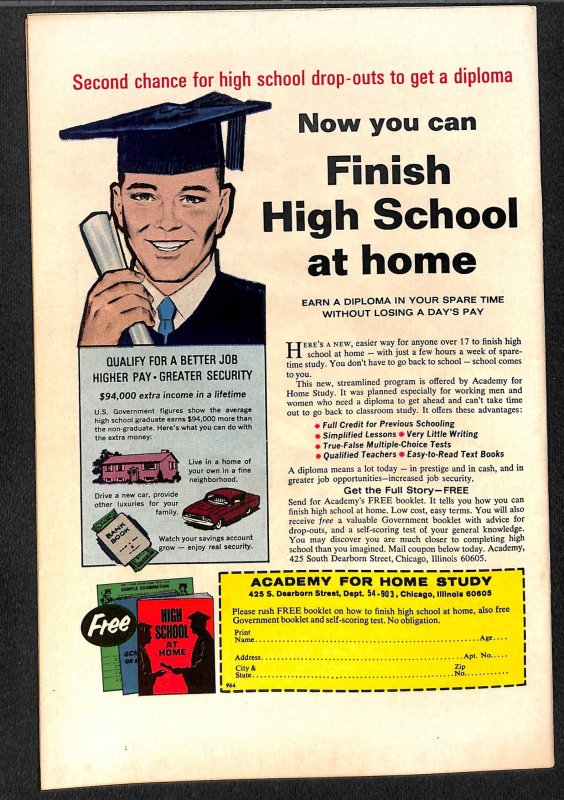 Second chance for high school drop-outs to get a diploma
Now you can
Finish
High School
at home
EARN A DIPLOMA IN YOUR SPARE TIME
WITHOUT LOSING A DAY'S PAY
HERE'S A NEW, easier way for anyone over 17 to finish high
school at home — with just a few hours a week of spare-
time study. You don't have to go back to school — school comes
to you.
This new, streamlined program is offered by Academy for
Home Study. It was planned especially for working men and
women who need a diploma to get ahead and can't take time
out to go back to classroom study. It offers these advantages:
• Full Credit for Previous Schooling
• Simplified Lessons • Very Little Writing
• True-False Multiple-Choice Tests
• Qualified Teachers • Easy-to-Read Text Books
A diploma means a lot today — in prestige and in cash, and in
greater job opportunities—increased job security.
Get the Full Story—FREE
Send for Academy's FREE booklet. It tells you how you can
finish high school at home. Low cost, easy terms. You will also
receive free a valuable Government booklet with advice for
drop-outs, and a self-scoring test of your general knowledge.
You may discover you are much closer to completing high
school than you imagined. Mail coupon below today. Academy,
425 South Dearborn Street, Chicago, Illinois 60605.
QUALIFY FOR A BETTER JOB
HIGHER PAY • GREATER SECURITY
$94,000 extra income in a lifetime
U.S. Government figures show the average
high school graduate earns $94,000 more than
the non-graduate. Here's what you can do with
the extra money:
Live in a home of
your own in a fine
neighborhood.
Drive a new car, provide
other luxuries for your
family.
BANK
BOOK
Watch your savings account
grow — enjoy real security.
Free
SAMPLE EXAMINATION
HIGH
SCHOOL
AT
HOME
ACADEMY FOR HOME STUDY
425 S. Dearborn Street, Dept. 54-903, Chicago, Illinois 60605
Please rush FREE booklet on how to finish high school at home, also free
Government booklet and self-scoring test. No obligation.
Print
Name Age
Address Apt. No.
City & Zip
State No.
964